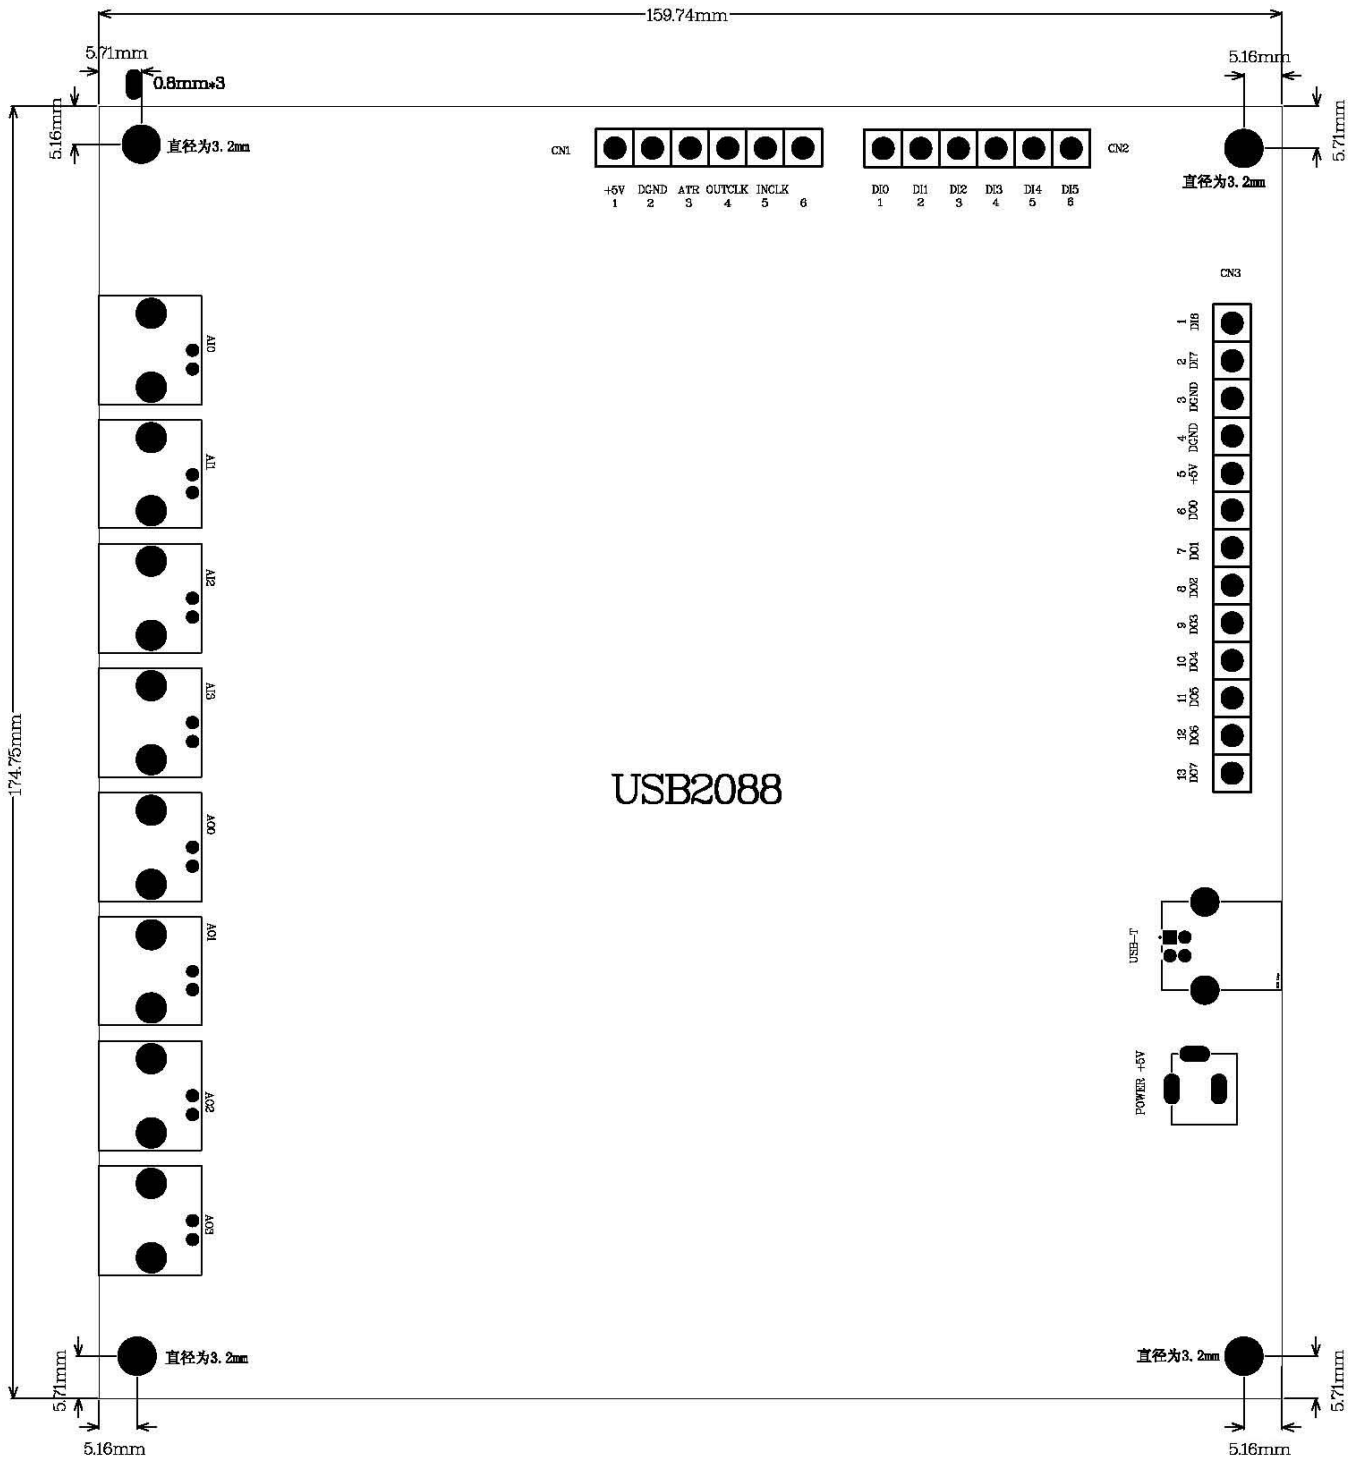 159.74mm
5.71mm
5.16mm
0.8mm*3
5.16mm
5.71mm
直径为3.2mm
CN1
CN2
直径为3.2mm
+5V DGND ATR OUTCLK INCLK
1 2 3 4 5 6
DI0 DI1 DI2 DI3 DI4 DI5
1 2 3 4 5 6
CN3
1 DI6
2 DI7
3 DGND
4 DGND
5 +5V
6 DO0
7 DO1
8 DO2
9 DO3
10 DO4
11 DO5
12 DO6
13 DO7
AI0
AI1
AI2
AI3
AO0
AO1
AO2
AO3
174.75mm
USB2088
USB-T
POWER +5V
直径为3.2mm
直径为3.2mm
5.71mm
5.71mm
5.16mm
5.16mm